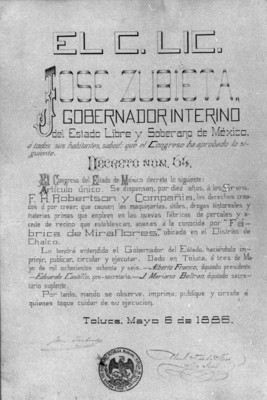 EL C. LIC.
JOSE ZUBIETA,
GOBERNADOR INTERINO
del Estado Libre y Soberano de México,
á todos sus habitantes, sabed: que el Congreso ha aprobado lo siguiente.
DECRETO NUM. 64.
El Congreso del Estado de México decreta lo siguiente:
Artículo único. Se dispensan, por diez años, á los Sres.
F. A. Robertson y Compañía, los derechos creados
ó por crear, que causen las maquinarias, útiles, drogas tintoreales y
materias primas que empleen en las nuevas fábricas de percales y
de recino que establezcan, anexas á la conocida por "Fábrica
de Miraflores," ubicada en el Distrito de
Chalco.
Lo tendrá entendido el Gobernador del Estado, haciéndolo imprimir,
publicar, circular y ejecutar. Dado en Toluca, á tres de Mayo
de mil ochocientos ochenta y seis.—Alberto Franco, diputado presidente
—Eduardo Castillo, pro-secretario.—J. Mariano Beltran diputado secretario
suplente.
Por tanto, mando se observe, imprima, publique y circule á
quienes toque cuidar de su ejecucion.
Toluca, Mayo 6 de 1886.